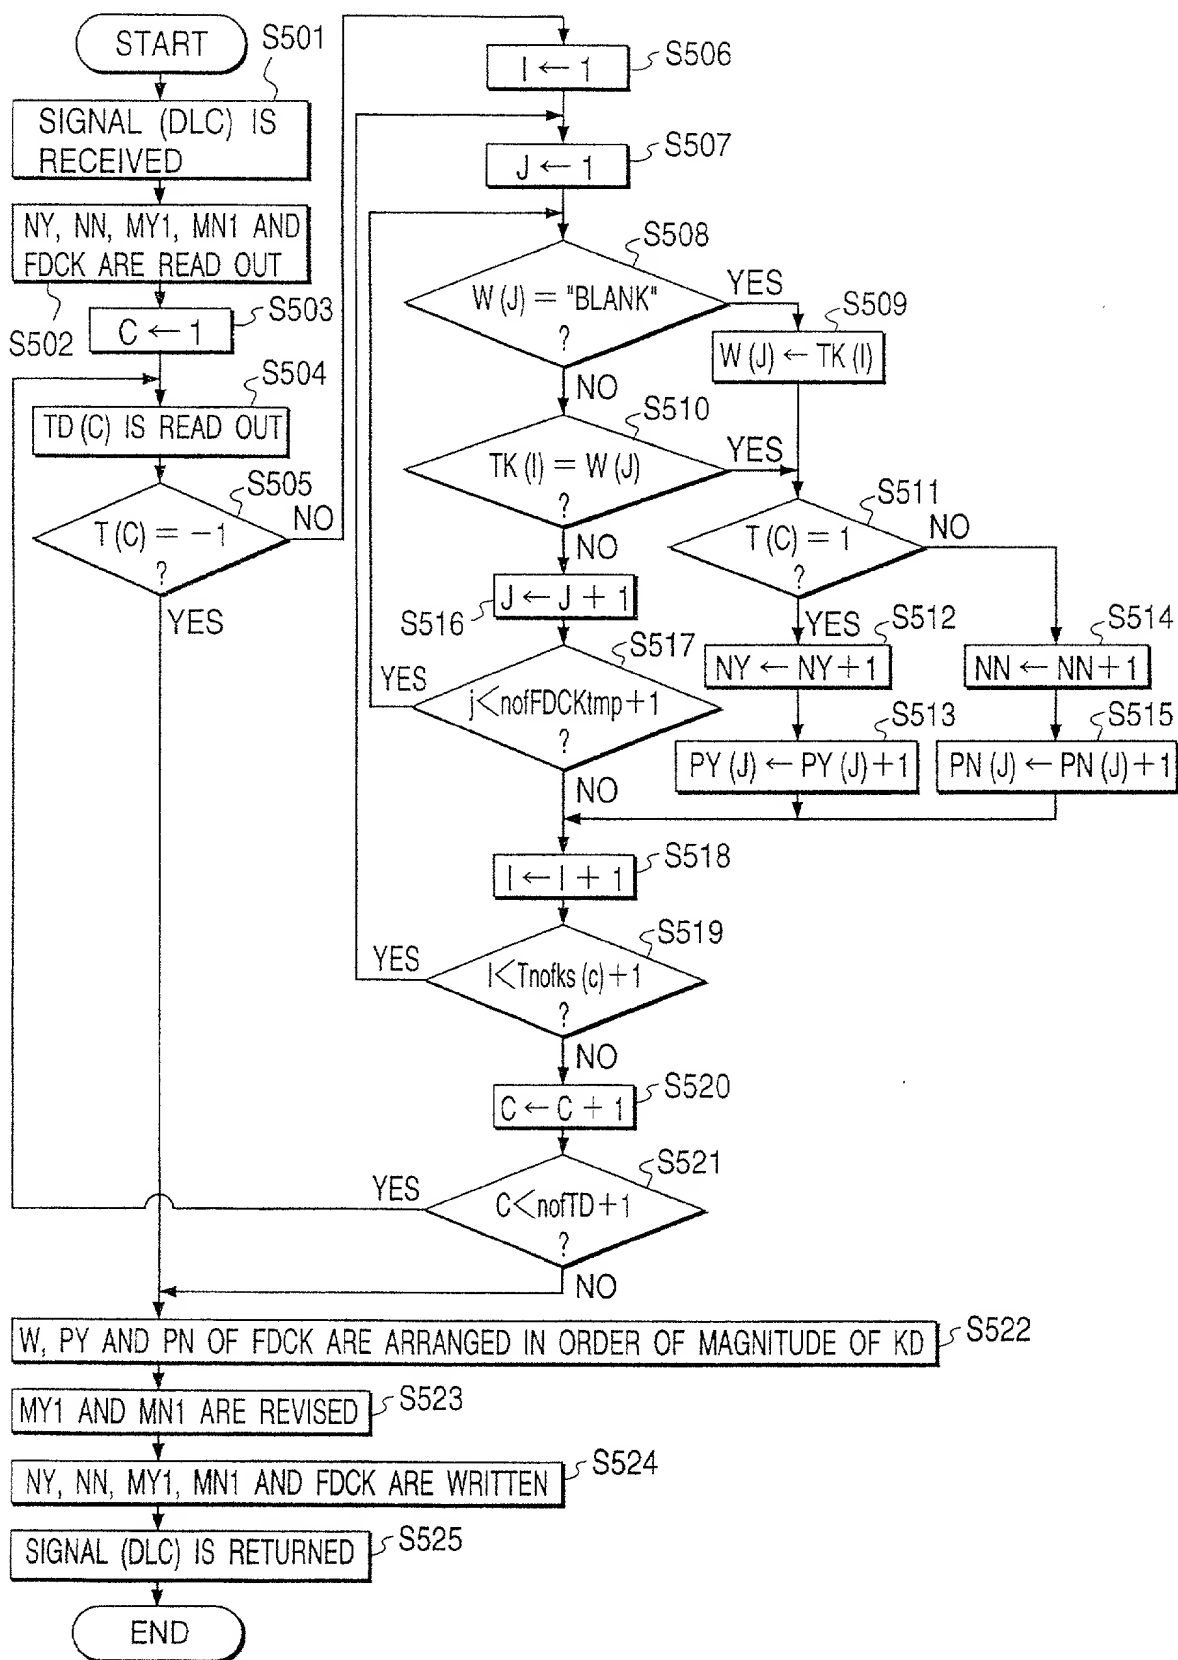 START
S501
SIGNAL (DLC) IS
RECEIVED
NY, NN, MY1, MN1 AND
FDCK ARE READ OUT
S502
C ← 1
S503
S504
TD (C) IS READ OUT
S505
T (C) = −1
?
NO
YES
S506
I ← 1
S507
J ← 1
S508
W (J) = "BLANK"
?
YES
NO
S509
W (J) ← TK (I)
S510
TK (I) = W (J)
?
YES
NO
S511
T (C) = 1
?
NO
YES
S512
NY ← NY + 1
S513
PY (J) ← PY (J) + 1
S514
NN ← NN + 1
S515
PN (J) ← PN (J) + 1
J ← J + 1
S516
S517
YES
j < nofFDCKtmp + 1
?
NO
S518
I ← I + 1
S519
YES
I < Tnofks (c) + 1
?
NO
S520
C ← C + 1
S521
YES
C < nofTD + 1
?
NO
W, PY AND PN OF FDCK ARE ARRANGED IN ORDER OF MAGNITUDE OF KD
S522
MY1 AND MN1 ARE REVISED
S523
NY, NN, MY1, MN1 AND FDCK ARE WRITTEN
S524
SIGNAL (DLC) IS RETURNED
S525
END